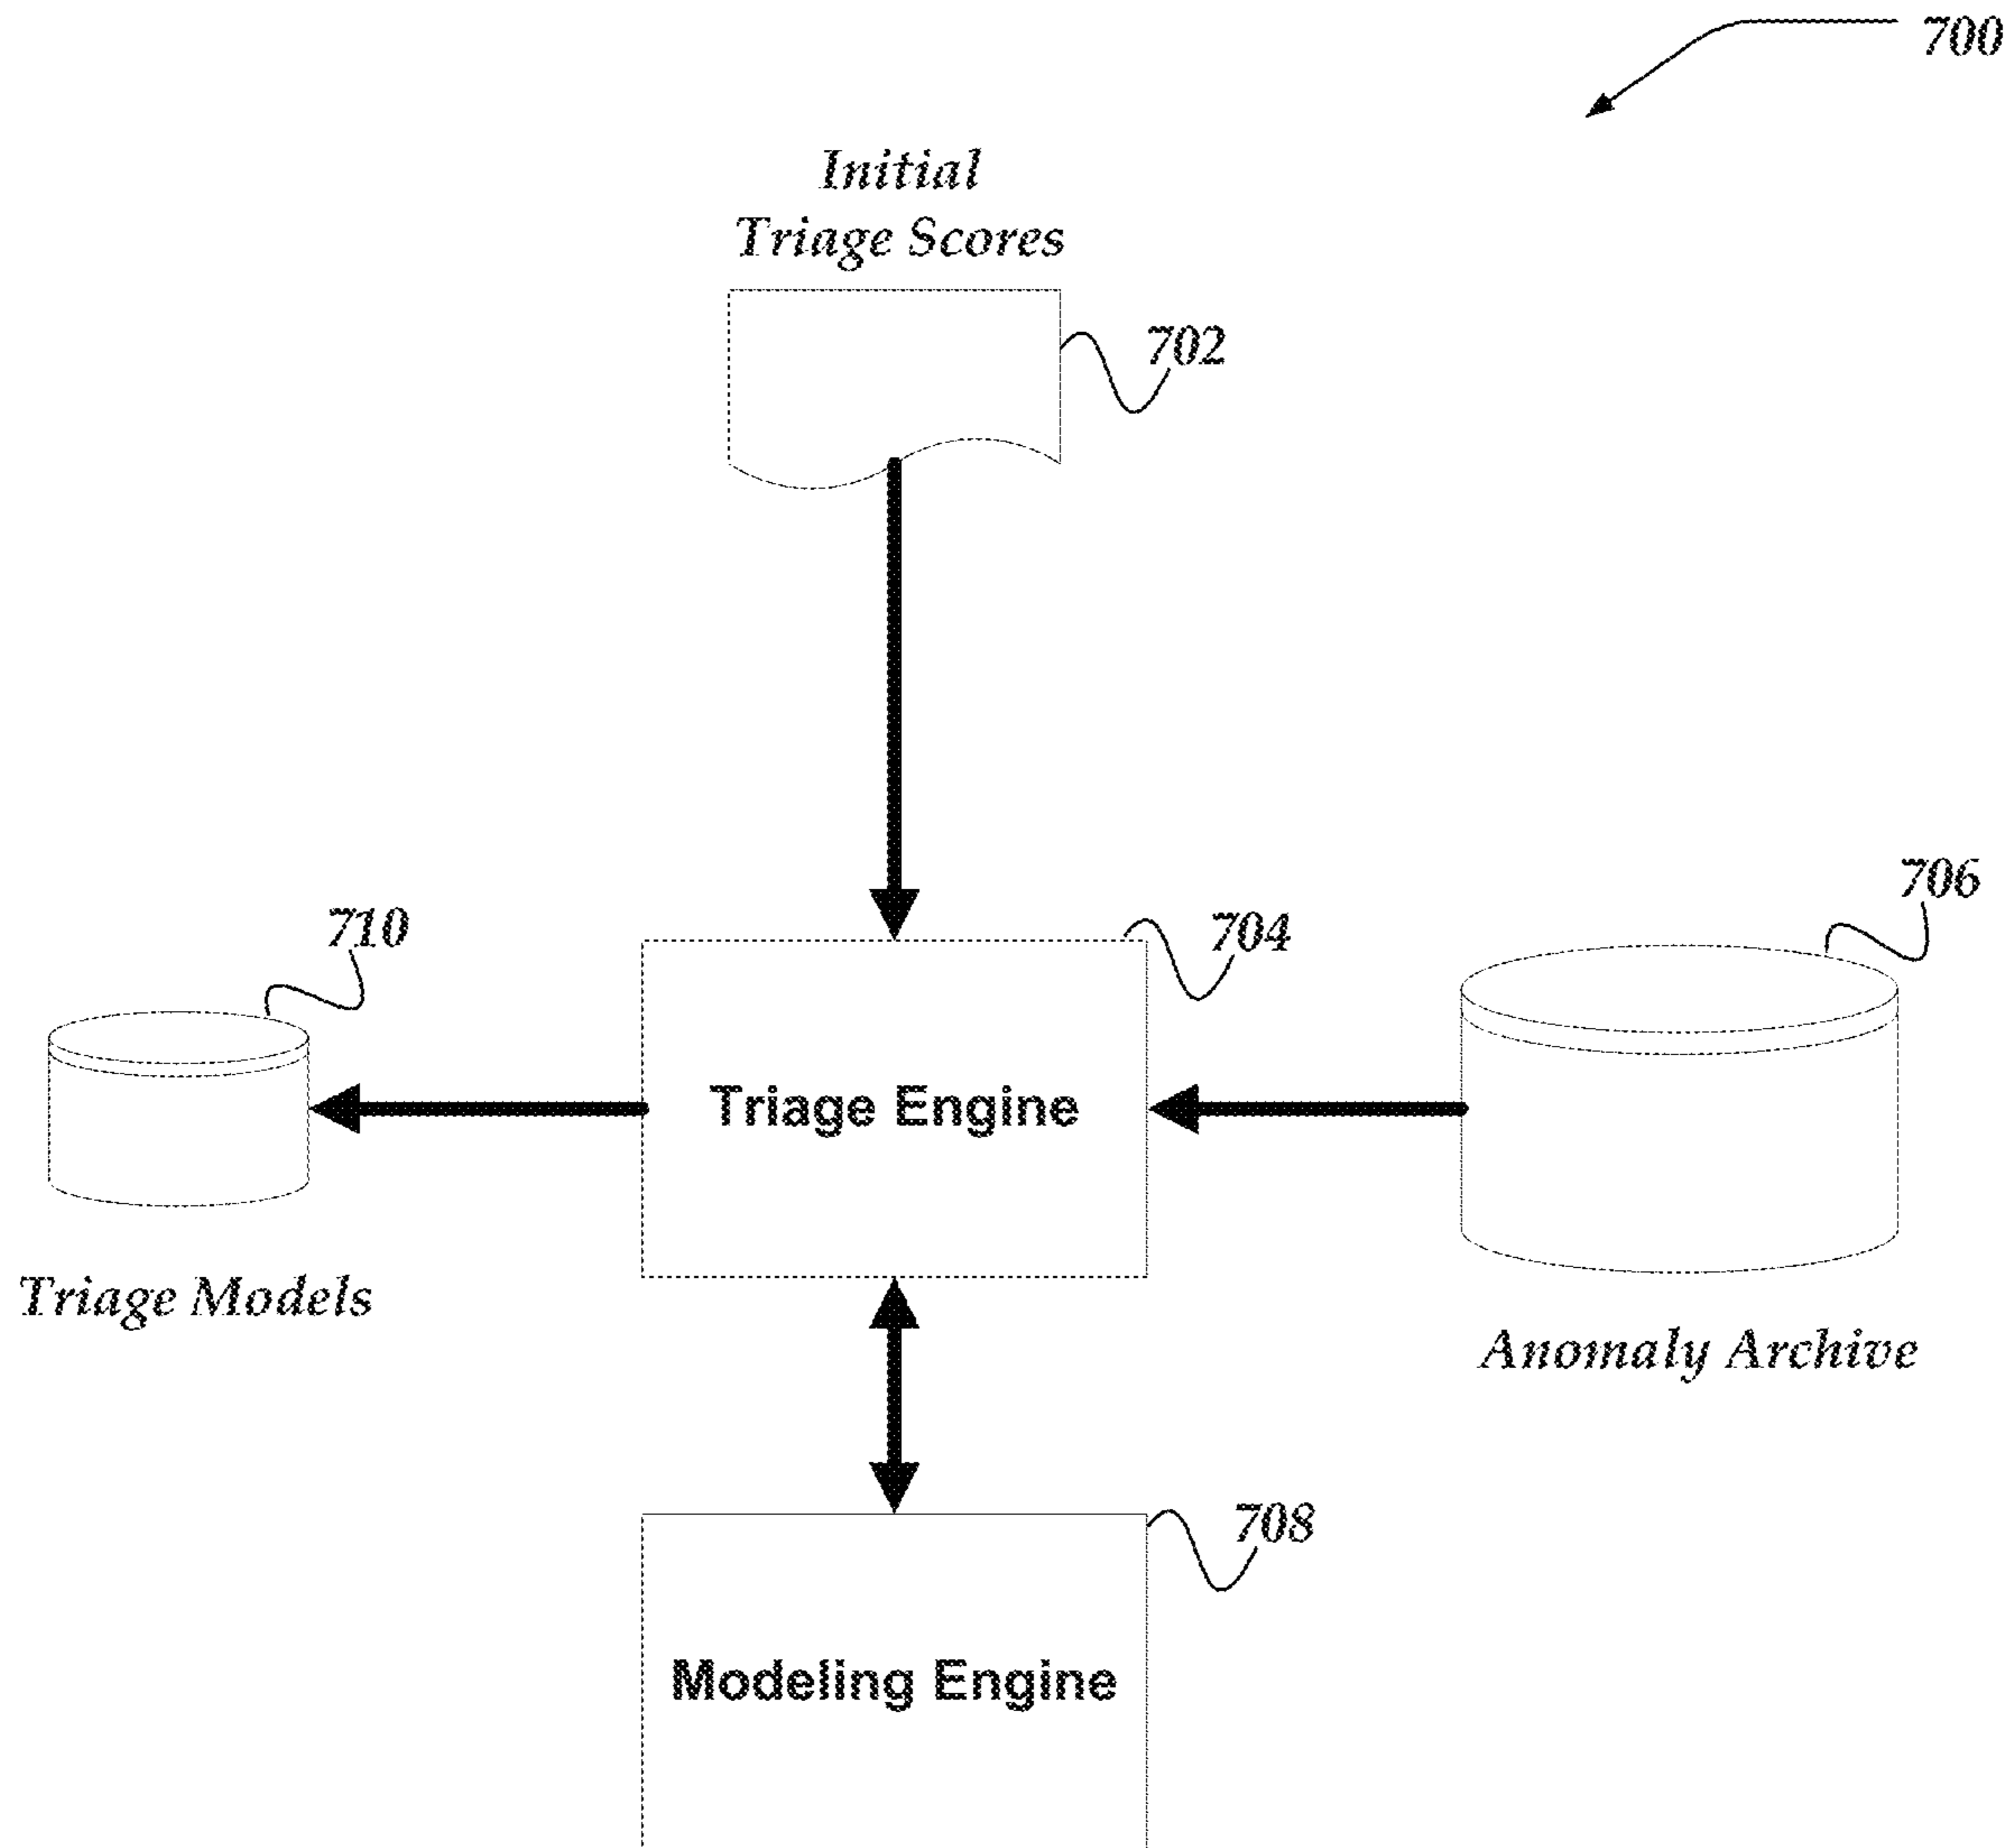 700
Initial
Triage Scores
702
706
710
704
Triage Engine
Triage Models
Anomaly Archive
708
Modeling Engine